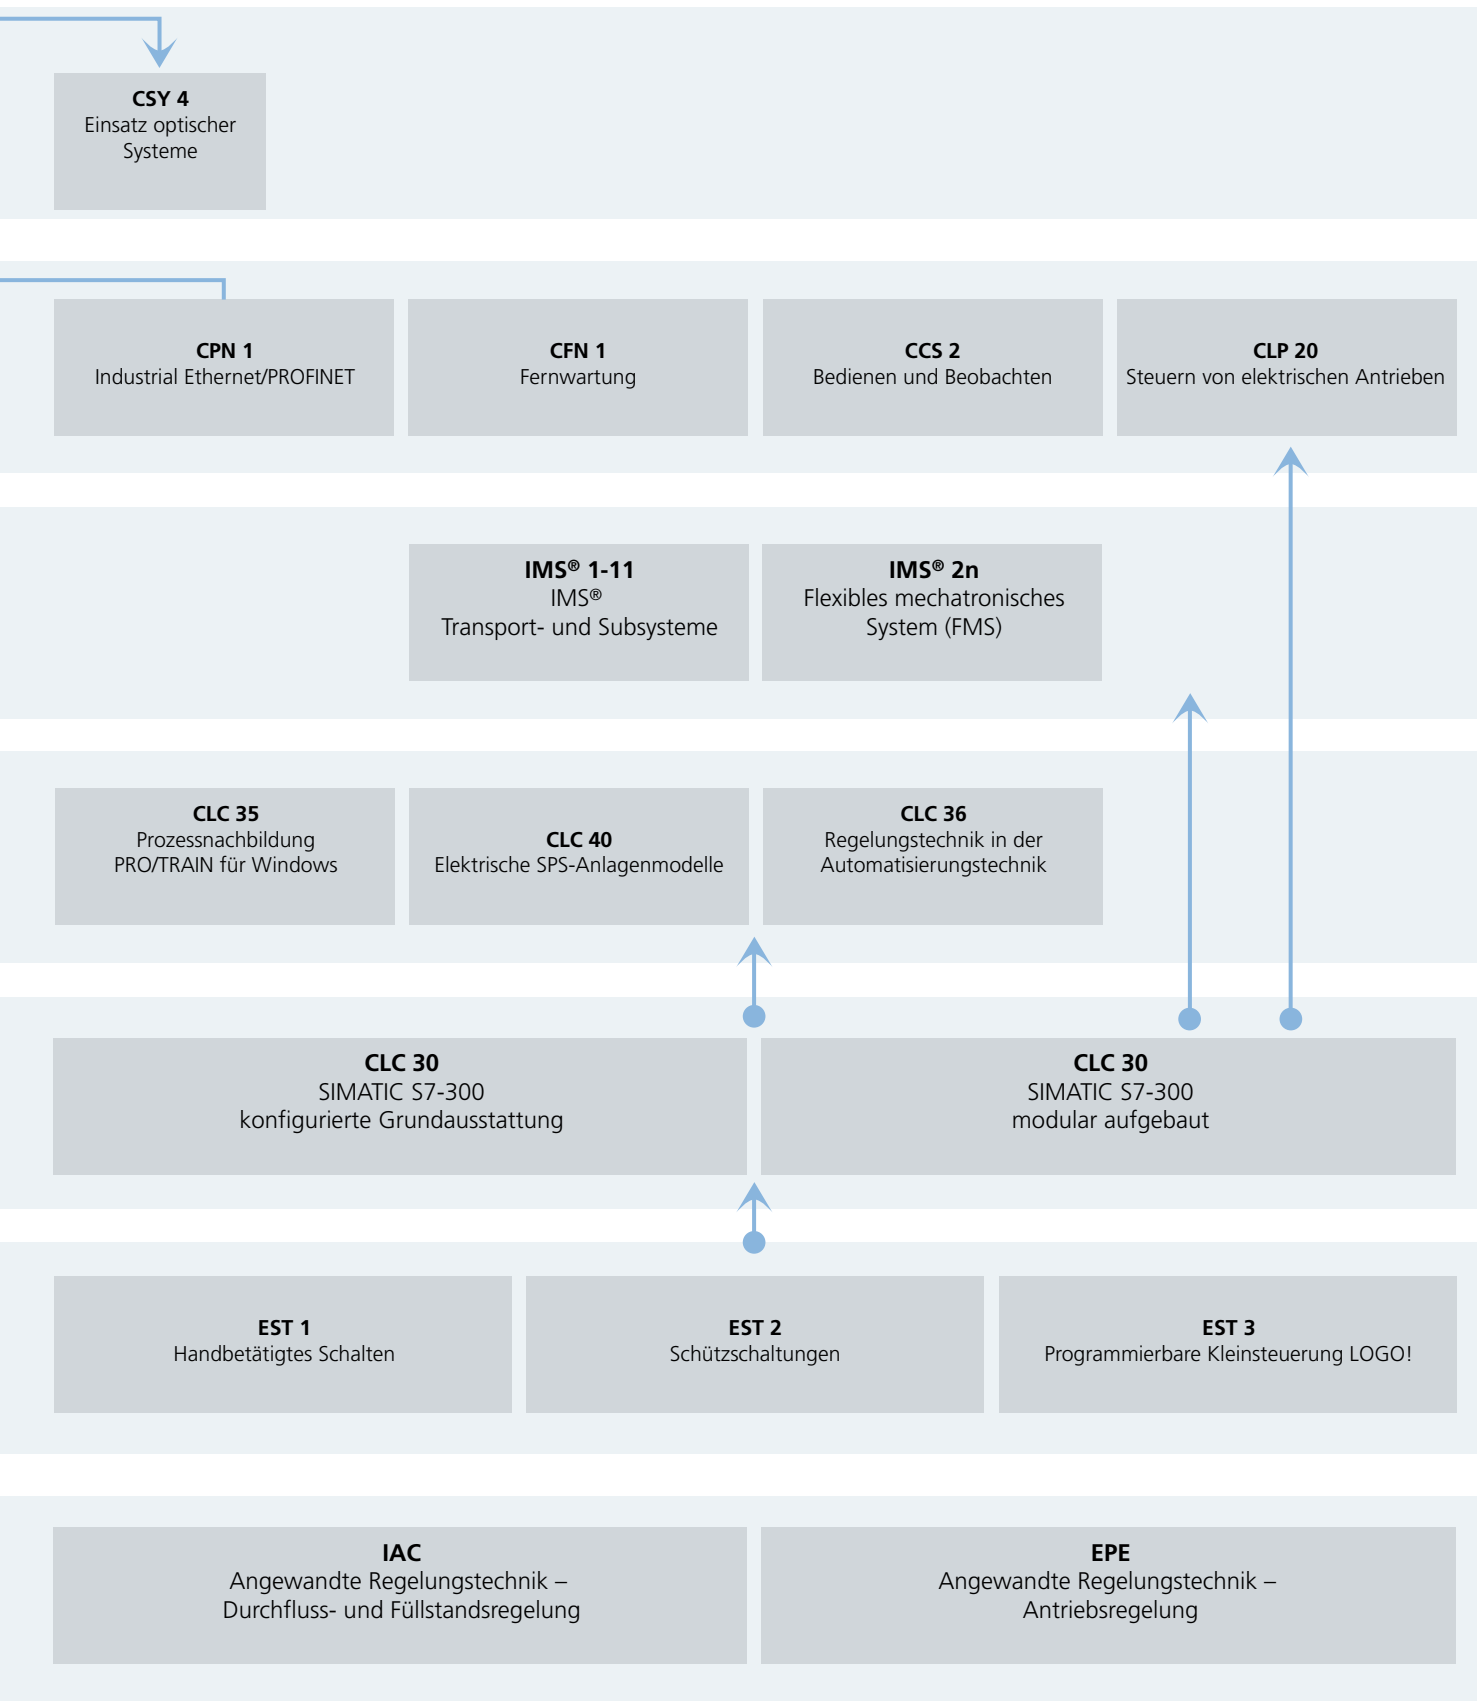 CSY 4
Einsatz optischer
Systeme
CPN 1
Industrial Ethernet/PROFINET
CFN 1
Fernwartung
CCS 2
Bedienen und Beobachten
CLP 20
Steuern von elektrischen Antrieben
IMS® 1-11
IMS®
Transport- und Subsysteme
IMS® 2n
Flexibles mechatronisches
System (FMS)
CLC 35
Prozessnachbildung
PRO/TRAIN für Windows
CLC 40
Elektrische SPS-Anlagenmodelle
CLC 36
Regelungstechnik in der
Automatisierungstechnik
CLC 30
SIMATIC S7-300
konfigurierte Grundausstattung
CLC 30
SIMATIC S7-300
modular aufgebaut
EST 1
Handbetätigtes Schalten
EST 2
Schützschaltungen
EST 3
Programmierbare Kleinsteuerung LOGO!
IAC
Angewandte Regelungstechnik –
Durchfluss- und Füllstandsregelung
EPE
Angewandte Regelungstechnik –
Antriebsregelung